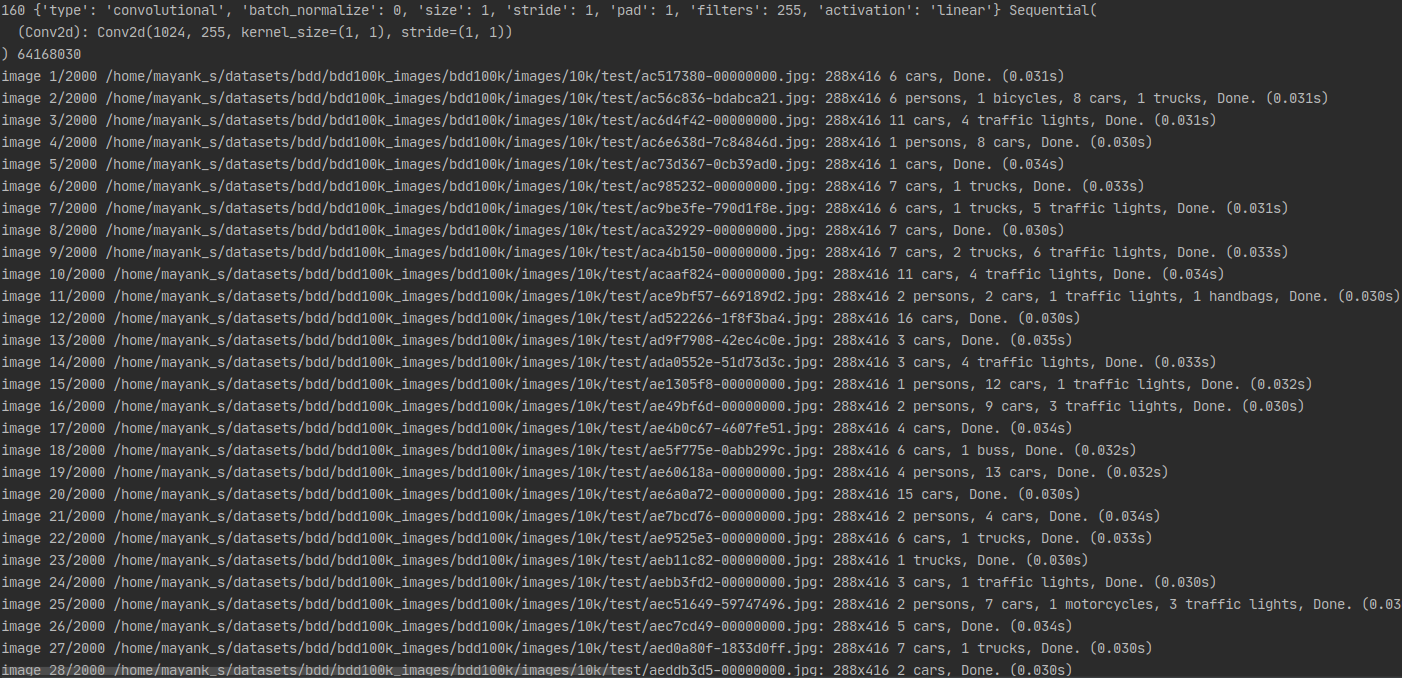 160 {'type': 'convolutional', 'batch_normalize': 0, 'size': 1, 'stride': 1, 'pad': 1, 'filters': 255, 'activation': 'linear'} Sequential(
(Conv2d): Conv2d(1024, 255, kernel_size=(1, 1), stride=(1, 1))
) 64168030
image 1/2000 /home/mayank_s/datasets/bdd/bdd100k_images/bdd100k/images/10k/test/ac517380-00000000.jpg: 288x416 6 cars, Done. (0.031s)
image 2/2000 /home/mayank_s/datasets/bdd/bdd100k_images/bdd100k/images/10k/test/ac56c836-bdabca21.jpg: 288x416 6 persons, 1 bicycles, 8 cars, 1 trucks, Done. (0.031s)
image 3/2000 /home/mayank_s/datasets/bdd/bdd100k_images/bdd100k/images/10k/test/ac6d4f42-00000000.jpg: 288x416 11 cars, 4 traffic lights, Done. (0.031s)
image 4/2000 /home/mayank_s/datasets/bdd/bdd100k_images/bdd100k/images/10k/test/ac6e638d-7c84846d.jpg: 288x416 1 persons, 8 cars, Done. (0.030s)
image 5/2000 /home/mayank_s/datasets/bdd/bdd100k_images/bdd100k/images/10k/test/ac73d367-0cb39ad0.jpg: 288x416 1 cars, Done. (0.034s)
image 6/2000 /home/mayank_s/datasets/bdd/bdd100k_images/bdd100k/images/10k/test/ac985232-00000000.jpg: 288x416 7 cars, 1 trucks, Done. (0.033s)
image 7/2000 /home/mayank_s/datasets/bdd/bdd100k_images/bdd100k/images/10k/test/ac9be3fe-790d1f8e.jpg: 288x416 6 cars, 1 trucks, 5 traffic lights, Done. (0.031s)
image 8/2000 /home/mayank_s/datasets/bdd/bdd100k_images/bdd100k/images/10k/test/aca32929-00000000.jpg: 288x416 7 cars, Done. (0.030s)
image 9/2000 /home/mayank_s/datasets/bdd/bdd100k_images/bdd100k/images/10k/test/aca4b150-00000000.jpg: 288x416 7 cars, 2 trucks, 6 traffic lights, Done. (0.033s)
image 10/2000 /home/mayank_s/datasets/bdd/bdd100k_images/bdd100k/images/10k/test/acaaf824-00000000.jpg: 288x416 11 cars, 4 traffic lights, Done. (0.034s)
image 11/2000 /home/mayank_s/datasets/bdd/bdd100k_images/bdd100k/images/10k/test/ace9bf57-669189d2.jpg: 288x416 2 persons, 2 cars, 1 traffic lights, 1 handbags, Done. (0.030s)
image 12/2000 /home/mayank_s/datasets/bdd/bdd100k_images/bdd100k/images/10k/test/ad522266-1f8f3ba4.jpg: 288x416 16 cars, Done. (0.030s)
image 13/2000 /home/mayank_s/datasets/bdd/bdd100k_images/bdd100k/images/10k/test/ad9f7908-42ec4c0e.jpg: 288x416 3 cars, Done. (0.035s)
image 14/2000 /home/mayank_s/datasets/bdd/bdd100k_images/bdd100k/images/10k/test/ada0552e-51d73d3c.jpg: 288x416 3 cars, 4 traffic lights, Done. (0.033s)
image 15/2000 /home/mayank_s/datasets/bdd/bdd100k_images/bdd100k/images/10k/test/ae1305f8-00000000.jpg: 288x416 1 persons, 12 cars, 1 traffic lights, Done. (0.032s)
image 16/2000 /home/mayank_s/datasets/bdd/bdd100k_images/bdd100k/images/10k/test/ae49bf6d-00000000.jpg: 288x416 2 persons, 9 cars, 3 traffic lights, Done. (0.030s)
image 17/2000 /home/mayank_s/datasets/bdd/bdd100k_images/bdd100k/images/10k/test/ae4b0c67-4607fe51.jpg: 288x416 4 cars, Done. (0.034s)
image 18/2000 /home/mayank_s/datasets/bdd/bdd100k_images/bdd100k/images/10k/test/ae5f775e-0abb299c.jpg: 288x416 6 cars, 1 buss, Done. (0.032s)
image 19/2000 /home/mayank_s/datasets/bdd/bdd100k_images/bdd100k/images/10k/test/ae60618a-00000000.jpg: 288x416 4 persons, 13 cars, Done. (0.032s)
image 20/2000 /home/mayank_s/datasets/bdd/bdd100k_images/bdd100k/images/10k/test/ae6a0a72-00000000.jpg: 288x416 15 cars, Done. (0.030s)
image 21/2000 /home/mayank_s/datasets/bdd/bdd100k_images/bdd100k/images/10k/test/ae7bcd76-00000000.jpg: 288x416 2 persons, 4 cars, Done. (0.034s)
image 22/2000 /home/mayank_s/datasets/bdd/bdd100k_images/bdd100k/images/10k/test/ae9525e3-00000000.jpg: 288x416 6 cars, 1 trucks, Done. (0.033s)
image 23/2000 /home/mayank_s/datasets/bdd/bdd100k_images/bdd100k/images/10k/test/aeb11c82-00000000.jpg: 288x416 1 trucks, Done. (0.030s)
image 24/2000 /home/mayank_s/datasets/bdd/bdd100k_images/bdd100k/images/10k/test/aebb3fd2-00000000.jpg: 288x416 3 cars, 1 traffic lights, Done. (0.030s)
image 25/2000 /home/mayank_s/datasets/bdd/bdd100k_images/bdd100k/images/10k/test/aec51649-59747496.jpg: 288x416 2 persons, 7 cars, 1 motorcycles, 3 traffic lights, Done. (0.03
image 26/2000 /home/mayank_s/datasets/bdd/bdd100k_images/bdd100k/images/10k/test/aec7cd49-00000000.jpg: 288x416 5 cars, Done. (0.034s)
image 27/2000 /home/mayank_s/datasets/bdd/bdd100k_images/bdd100k/images/10k/test/aed0a80f-1833d0ff.jpg: 288x416 7 cars, 1 trucks, Done. (0.030s)
image 28/2000 /home/mayank_s/datasets/bdd/bdd100k_images/bdd100k/images/10k/test/aeddb3d5-00000000.jpg: 288x416 2 cars, Done. (0.030s)